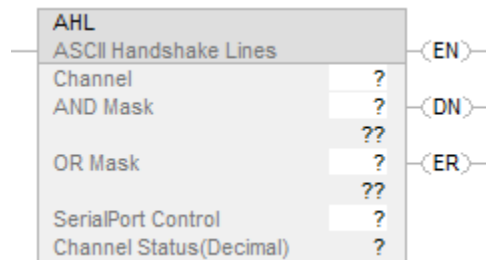 AHL
ASCII Handshake Lines (EN)
Channel ?
AND Mask ? (DN)
??
OR Mask ? (ER)
??
SerialPort Control ?
Channel Status(Decimal) ?